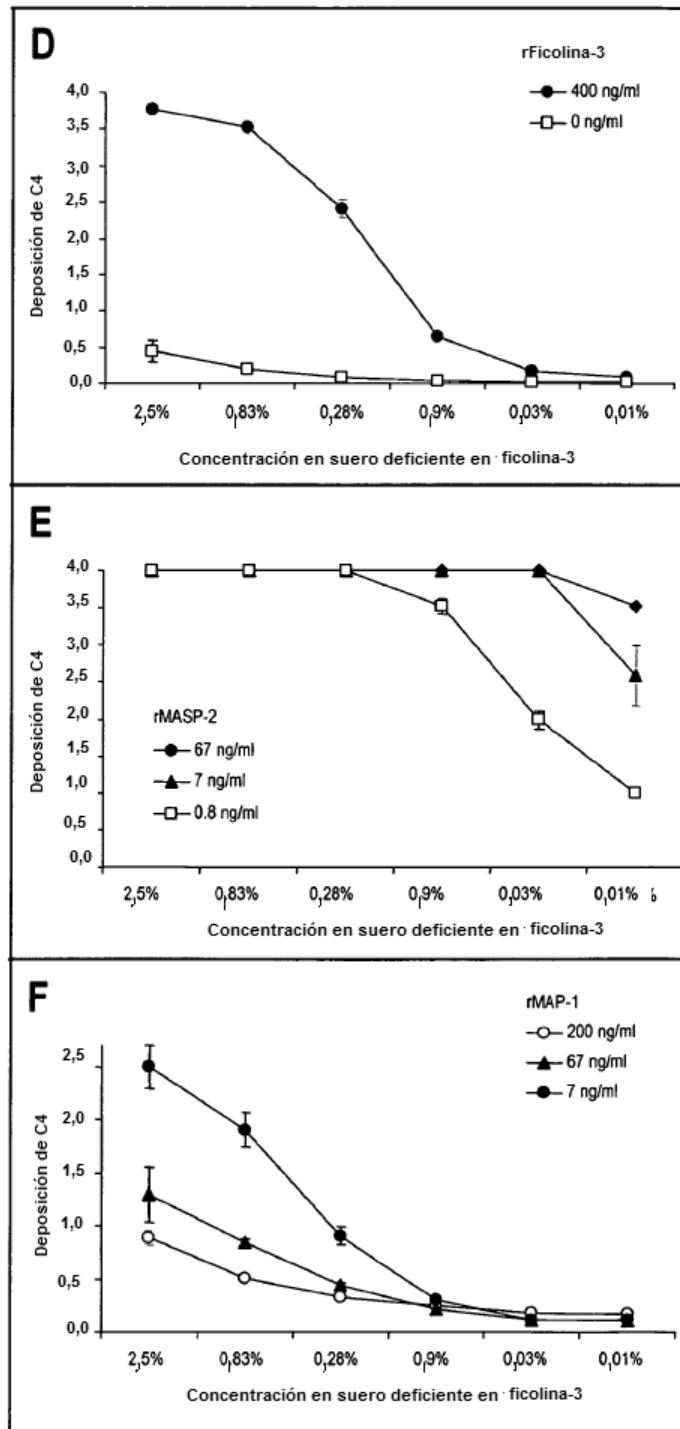 D
rFicolina-3
400 ng/ml
0 ng/ml
4,0
3,5
3,0
2,5
2,0
1,5
1,0
0,5
0,0
Deposición de C4
2,5% 0,83% 0,28% 0,9% 0,03% 0,01%
Concentración en suero deficiente en ficolina-3
E
4,0
3,5
3,0
2,5
2,0
1,5
1,0
0,5
0,0
Deposición de C4
rMASP-2
67 ng/ml
7 ng/ml
0.8 ng/ml
2,5% 0,83% 0,28% 0,9% 0,03% 0,01% %
Concentración en suero deficiente en ficolina-3
F
rMAP-1
200 ng/ml
67 ng/ml
7 ng/ml
2,5
2,0
1,5
1,0
0,5
0,0
Deposición de C4
2,5% 0,83% 0,28% 0,9% 0,03% 0,01%
Concentración en suero deficiente en ficolina-3